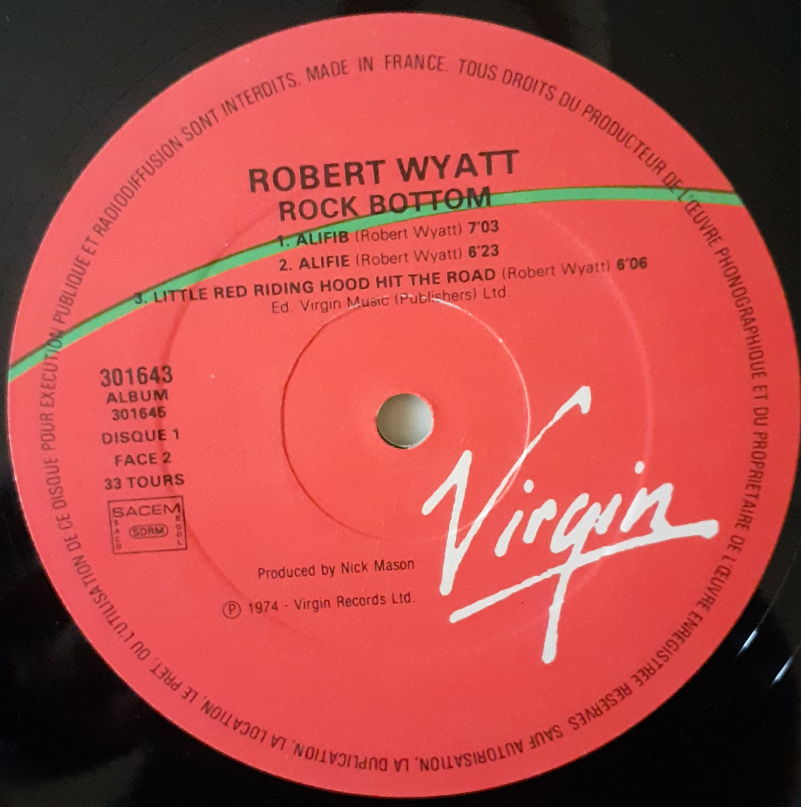 ROBERT WYATT
ROCK BOTTOM
1. ALIFIB (Robert Wyatt) 7'03
2. ALIFIE (Robert Wyatt) 6'23
3. LITTLE RED RIDING HOOD HIT THE ROAD (Robert Wyatt) 6'06
Ed. Virgin Music (Publishers) Ltd.
301643
ALBUM
301645
DISQUE 1
FACE 2
33 TOURS
SACEM
SACD
SDRM
SGDL
Virgin
Produced by Nick Mason
Ⓟ 1974 - Virgin Records Ltd.
MADE IN FRANCE. TOUS DROITS DU PRODUCTEUR DE L'ŒUVRE PHONOGRAPHIQUE ET DU PROPRIETAIRE DE L'ŒUVRE ENREGISTREE RESERVES. SAUF AUTORISATION, LA DUPLICATION, LA LOCATION, LE PRET, OU L'UTILISATION DE CE DISQUE POUR EXECUTION PUBLIQUE ET RADIODIFFUSION SONT INTERDITS.